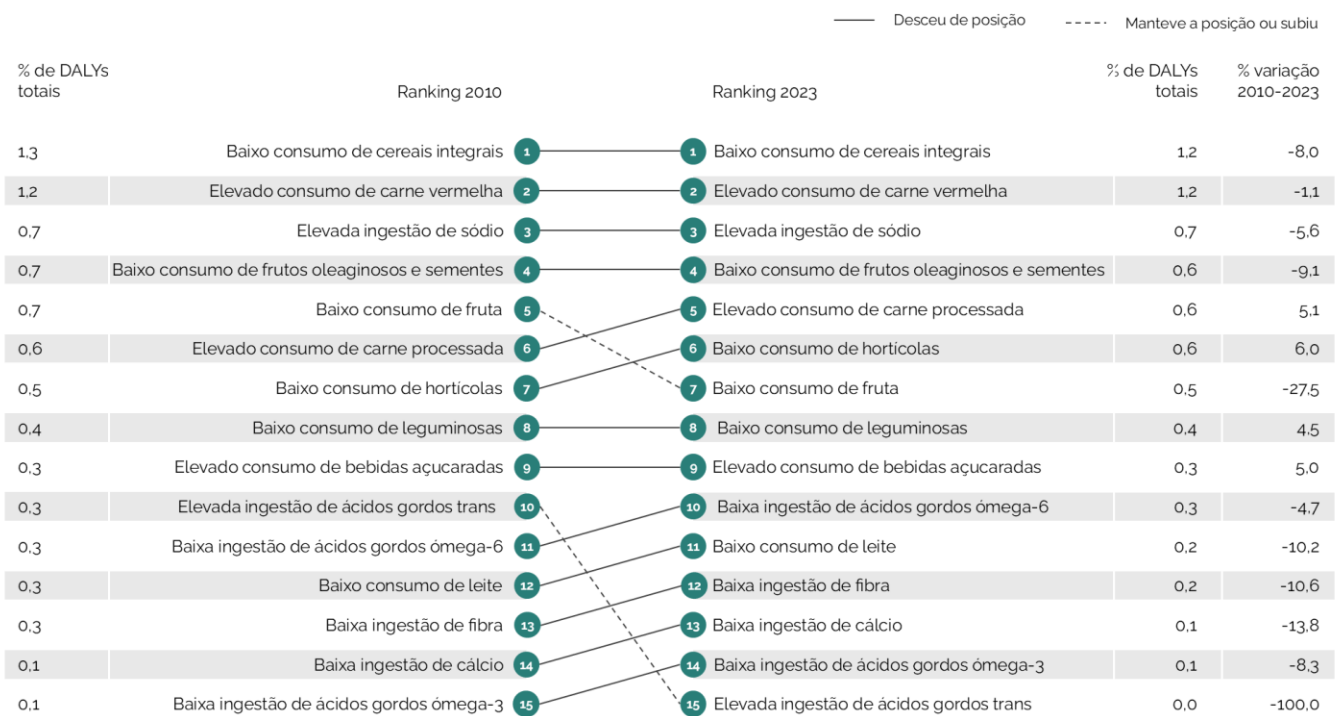 Desceu de posição Manteve a posição ou subiu
% de DALYs totais Ranking 2010 Ranking 2023 % de DALYs totais % variação 2010-2023
1,3 Baixo consumo de cereais integrais 1 1 Baixo consumo de cereais integrais 1,2 -8,0
1,2 Elevado consumo de carne vermelha 2 2 Elevado consumo de carne vermelha 1,2 -1,1
0,7 Elevada ingestão de sódio 3 3 Elevada ingestão de sódio 0,7 -5,6
0,7 Baixo consumo de frutos oleaginosos e sementes 4 4 Baixo consumo de frutos oleaginosos e sementes 0,6 -9,1
0,7 Baixo consumo de fruta 5 5 Elevado consumo de carne processada 0,6 5,1
0,6 Elevado consumo de carne processada 6 6 Baixo consumo de hortícolas 0,6 6,0
0,5 Baixo consumo de hortícolas 7 7 Baixo consumo de fruta 0,5 -27,5
0,4 Baixo consumo de leguminosas 8 8 Baixo consumo de leguminosas 0,4 4,5
0,3 Elevado consumo de bebidas açucaradas 9 9 Elevado consumo de bebidas açucaradas 0,3 5,0
0,3 Elevada ingestão de ácidos gordos trans 10 10 Baixa ingestão de ácidos gordos ómega-6 0,3 -4,7
0,3 Baixa ingestão de ácidos gordos ómega-6 11 11 Baixo consumo de leite 0,2 -10,2
0,3 Baixo consumo de leite 12 12 Baixa ingestão de fibra 0,2 -10,6
0,3 Baixa ingestão de fibra 13 13 Baixa ingestão de cálcio 0,1 -13,8
0,1 Baixa ingestão de cálcio 14 14 Baixa ingestão de ácidos gordos ómega-3 0,1 -8,3
0,1 Baixa ingestão de ácidos gordos ómega-3 15 15 Elevada ingestão de ácidos gordos trans 0,0 -100,0